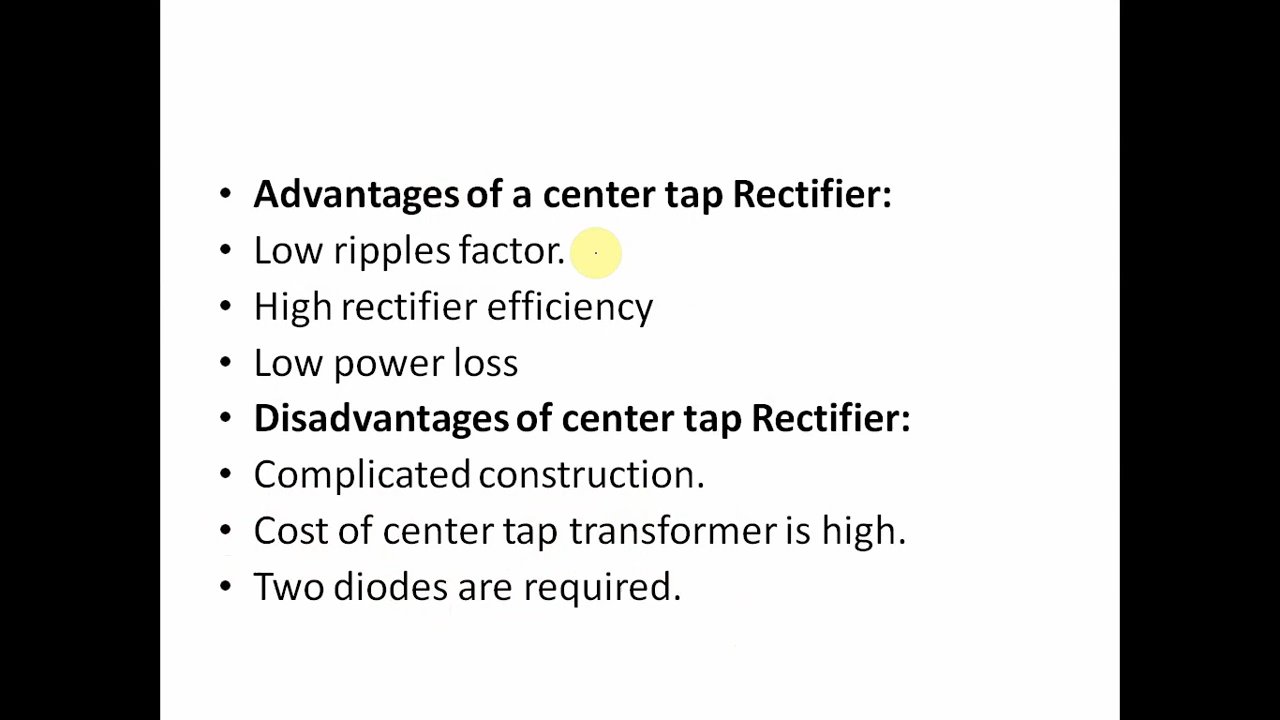 • Advantages of a center tap Rectifier:
• Low ripples factor.
• High rectifier efficiency
• Low power loss
• Disadvantages of center tap Rectifier:
• Complicated construction.
• Cost of center tap transformer is high.
• Two diodes are required.